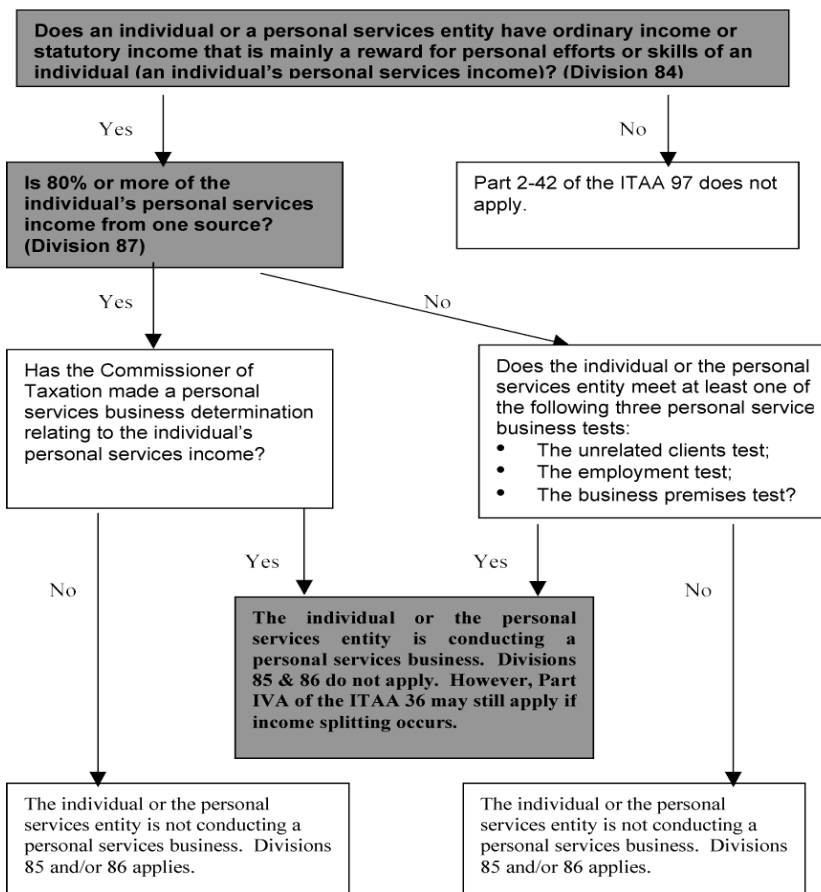 Does an individual or a personal services entity have ordinary income or
statutory income that is mainly a reward for personal efforts or skills of an
individual (an individual's personal services income)? (Division 84)
Yes
No
Is 80% or more of the
individual's personal services
income from one source?
(Division 87)
Part 2-42 of the ITAA 97 does not
apply.
Yes
No
Has the Commissioner of
Taxation made a personal
services business determination
relating to the individual's
personal services income?
Does the individual or the personal
services entity meet at least one of
the following three personal service
business tests:
• The unrelated clients test;
• The employment test;
• The business premises test?
No
Yes
Yes
No
The individual or the personal
services entity is conducting a
personal services business. Divisions
85 & 86 do not apply. However, Part
IVA of the ITAA 36 may still apply if
income splitting occurs.
The individual or the personal
services entity is not conducting a
personal services business. Divisions
85 and/or 86 applies.
The individual or the personal
services entity is not conducting a
personal services business. Divisions
85 and/or 86 applies.